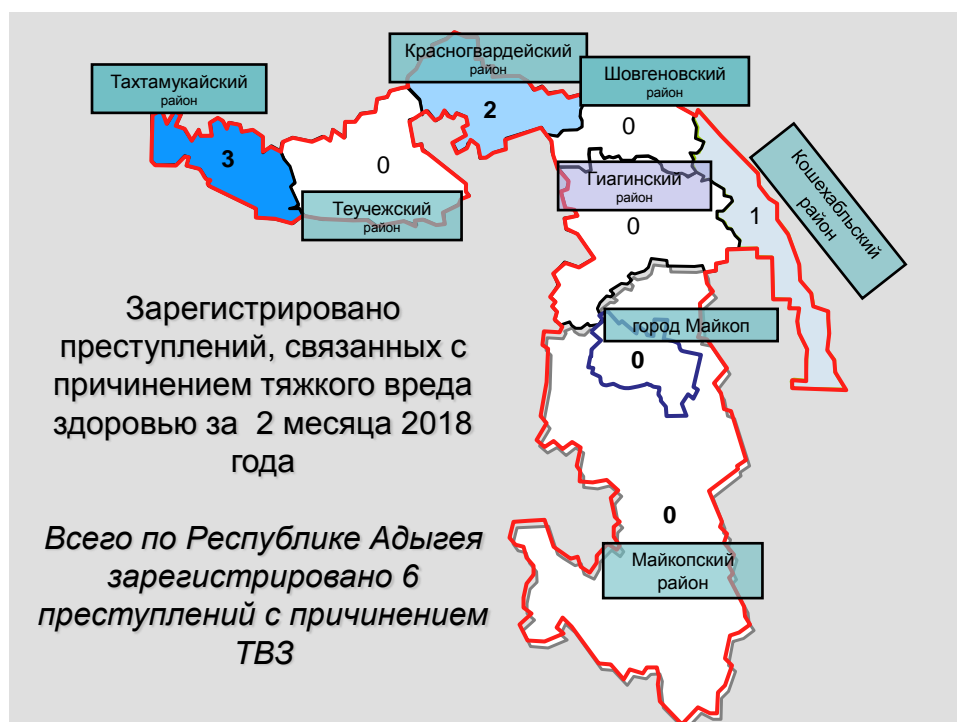 Красногвардейский
район
Шовгеновский
район
Тахтамукайский
район
2
0
3
0
Гиагинский
район
Кошехабльский
район
Теучежский
район
0
1
Зарегистрировано
преступлений, связанных с
причинением тяжкого вреда
здоровью за 2 месяца 2018
года
город Майкоп
0
0
Всего по Республике Адыгея
зарегистрировано 6
преступлений с причинением
ТВЗ
Майкопский
район